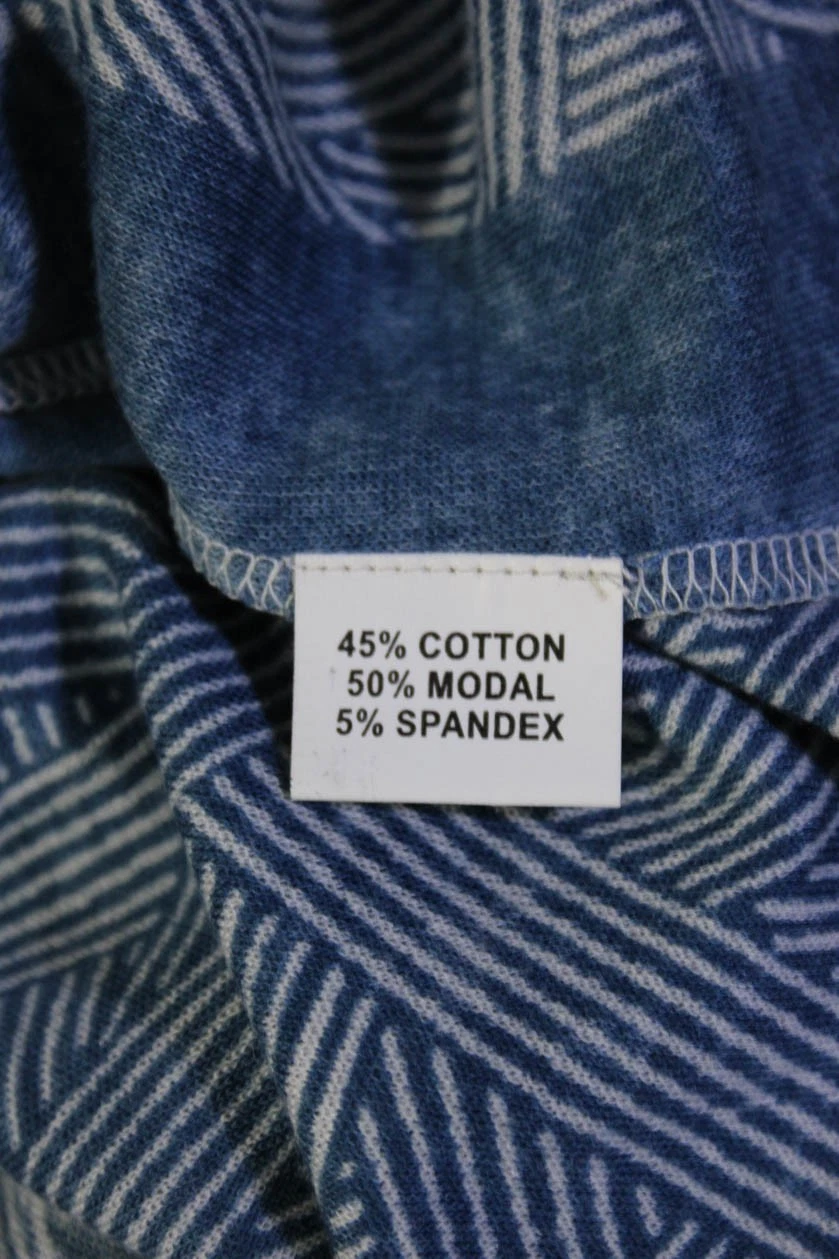 45% COTTON
50% MODAL
5% SPANDEX